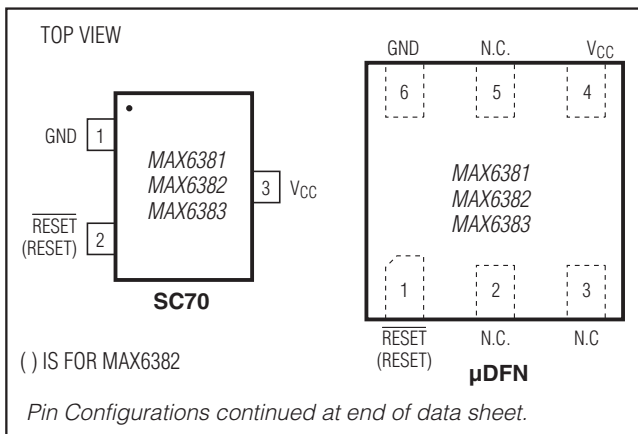 TOP VIEW
GND
1
RESET
(RESET)
2
MAX6381
MAX6382
MAX6383
3
VCC
SC70
( ) IS FOR MAX6382
GND
N.C.
VCC
6
5
4
MAX6381
MAX6382
MAX6383
1
2
3
RESET
(RESET)
N.C.
N.C
µDFN
Pin Configurations continued at end of data sheet.